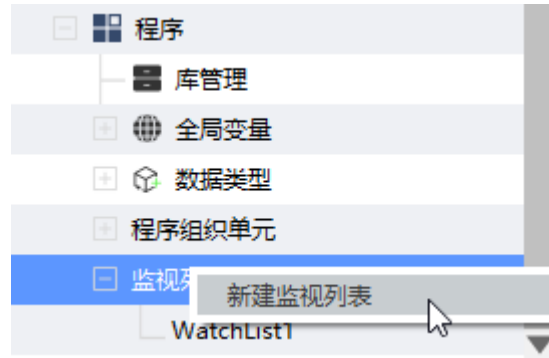 程序
库管理
全局变量
数据类型
程序组织单元
监视
新建监视列表
WatchList1